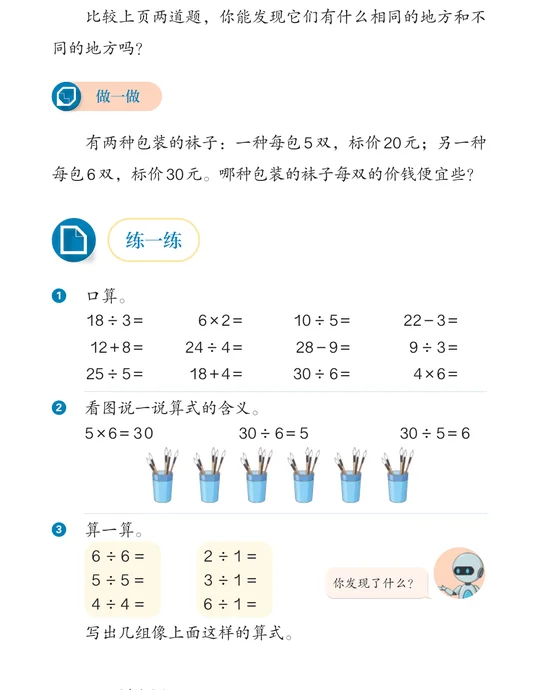 比较上页两道题，你能发现它们有什么相同的地方和不
同的地方吗？
做一做
有两种包装的袜子：一种每包5双，标价20元；另一种
每包6双，标价30元。哪种包装的袜子每双的价钱便宜些？
练一练
1 口算。
18÷3= 6×2= 10÷5= 22－3=
12+8= 24÷4= 28－9= 9÷3=
25÷5= 18+4= 30÷6= 4×6=
2 看图说一说算式的含义。
5×6=30 30÷6=5 30÷5=6
3 算一算。
6÷6= 2÷1=
5÷5= 3÷1=
你发现了什么？
4÷4= 6÷1=
写出几组像上面这样的算式。